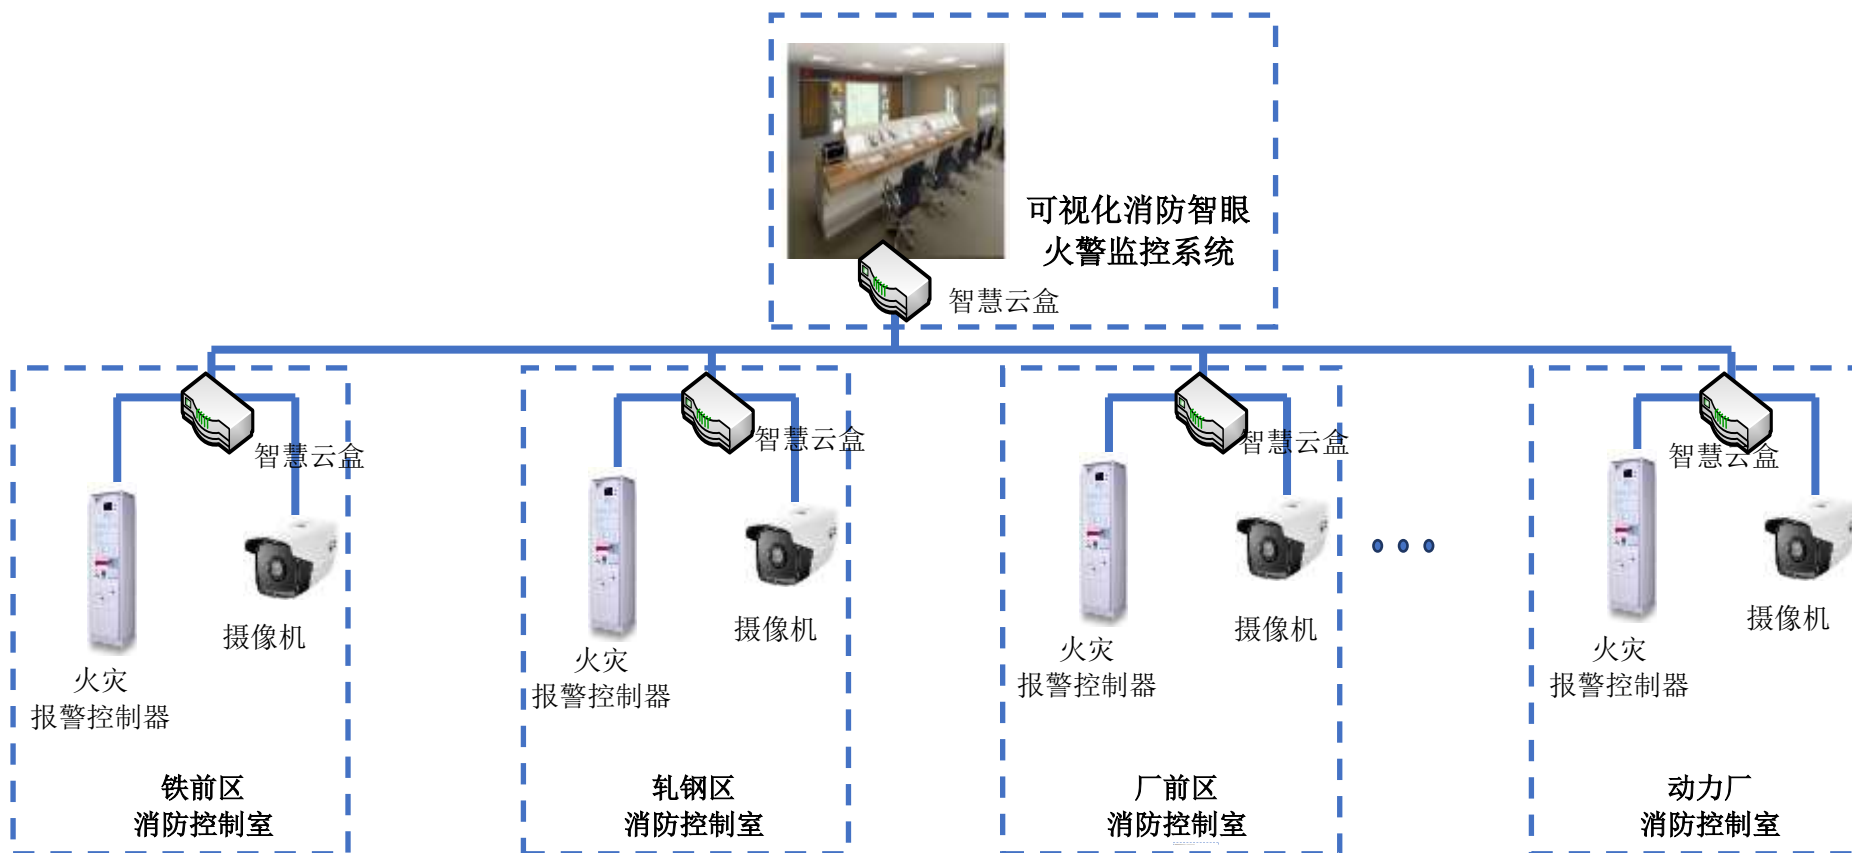 可视化消防智眼
火警监控系统
智慧云盒
智慧云盒
摄像机
火灾
报警控制器
铁前区
消防控制室
智慧云盒
摄像机
火灾
报警控制器
轧钢区
消防控制室
智慧云盒
摄像机
火灾
报警控制器
厂前区
消防控制室
智慧云盒
摄像机
火灾
报警控制器
动力厂
消防控制室